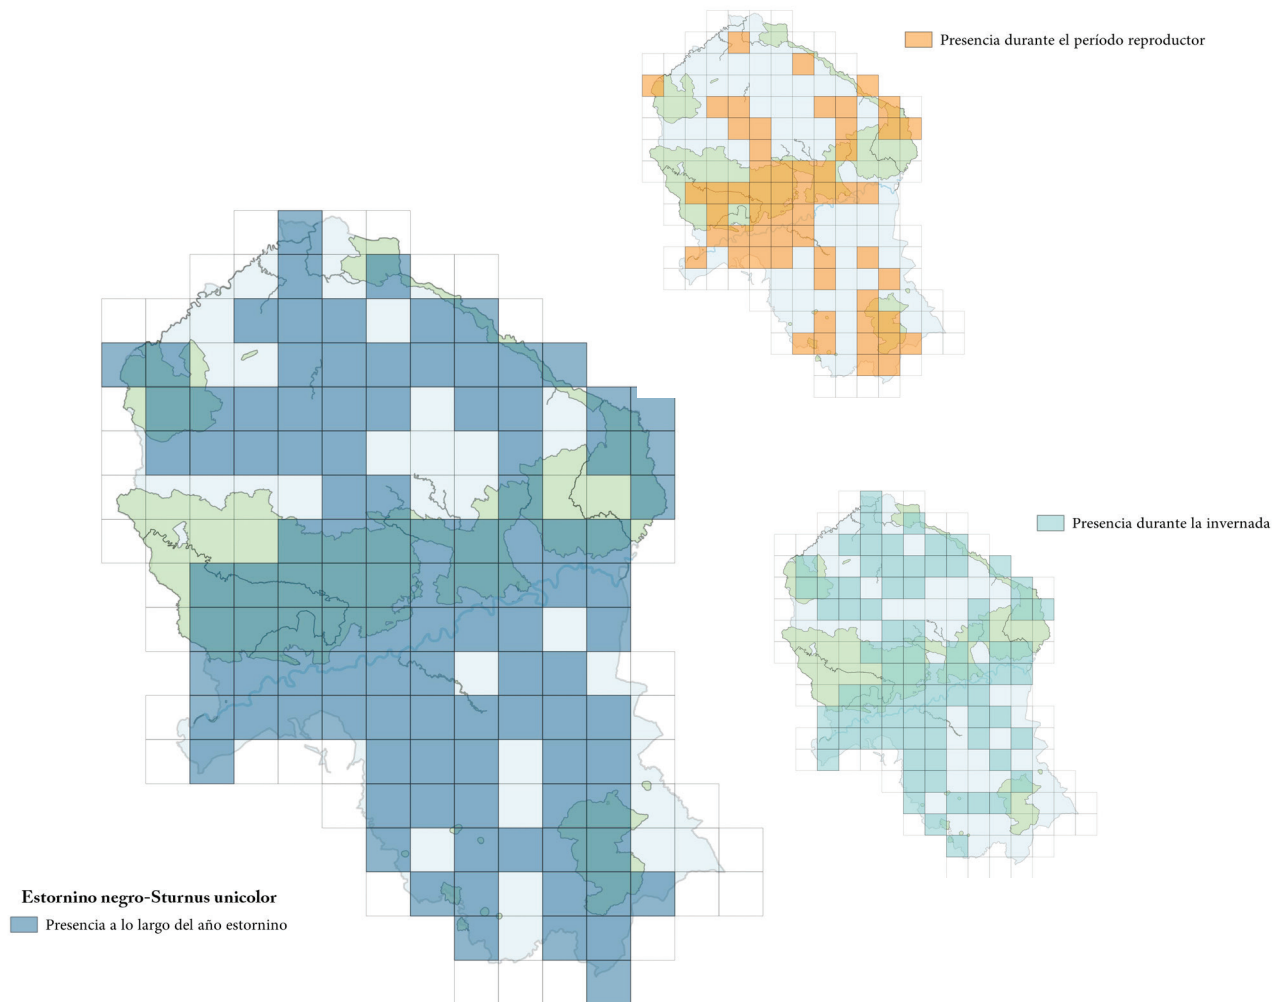 Presencia durante el período reproductor
Presencia durante la invernada
Estornino negro-Sturnus unicolor
Presencia a lo largo del año estornino